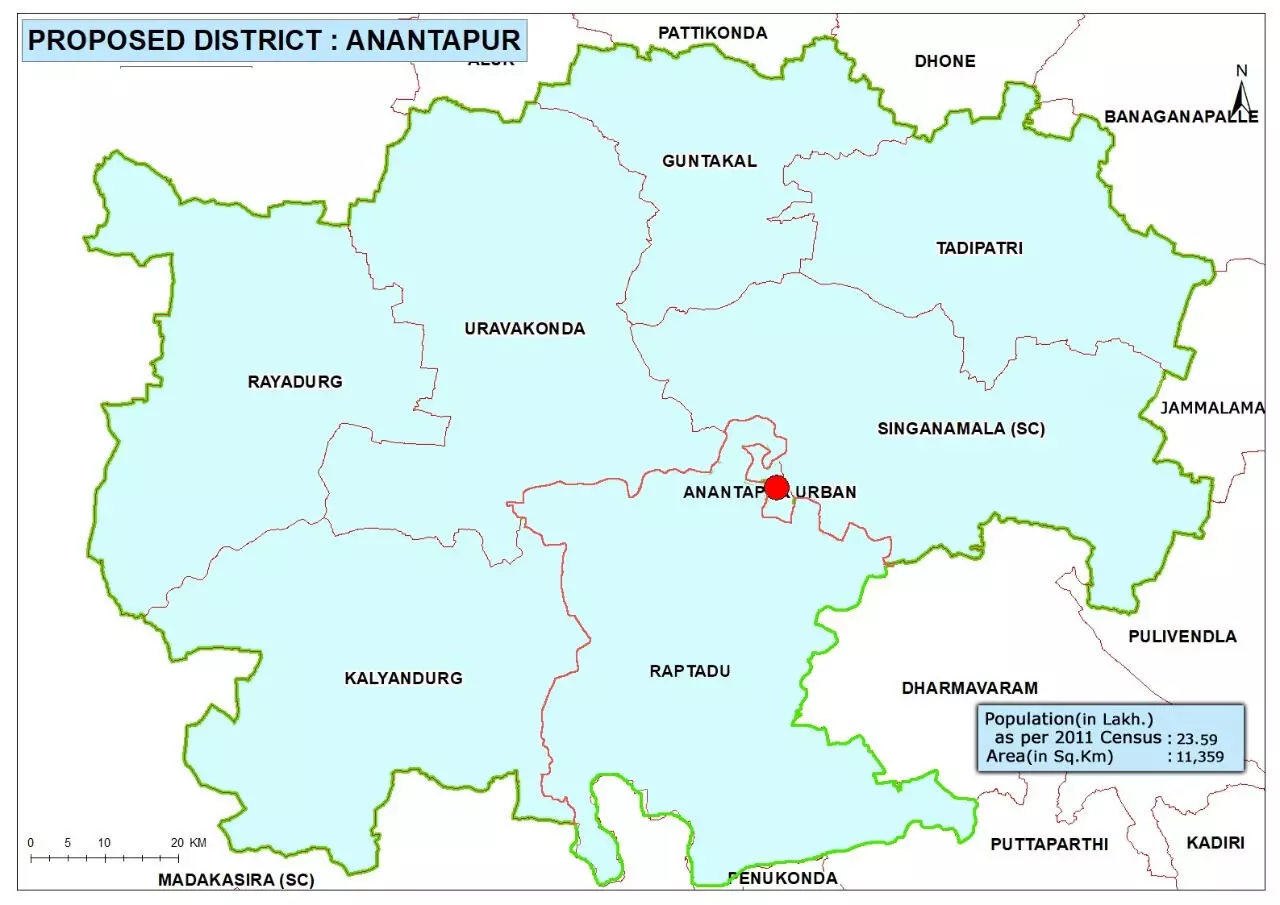 PROPOSED DISTRICT : ANANTAPUR
PATTIKONDA
ALUR
DHONE
N
BANAGANAPALLE
GUNTAKAL
TADIPATRI
URAVAKONDA
RAYADURG
JAMMALAMA
SINGANAMALA (SC)
ANANTAPUR URBAN
PULIVENDLA
RAPTADU
KALYANDURG
DHARMAVARAM
Population(in Lakh.)
as per 2011 Census : 23.59
Area(in Sq.Km) : 11,359
0 5 10 20 KM
PUTTAPARTHI
KADIRI
MADAKASIRA (SC)
PENUKONDA